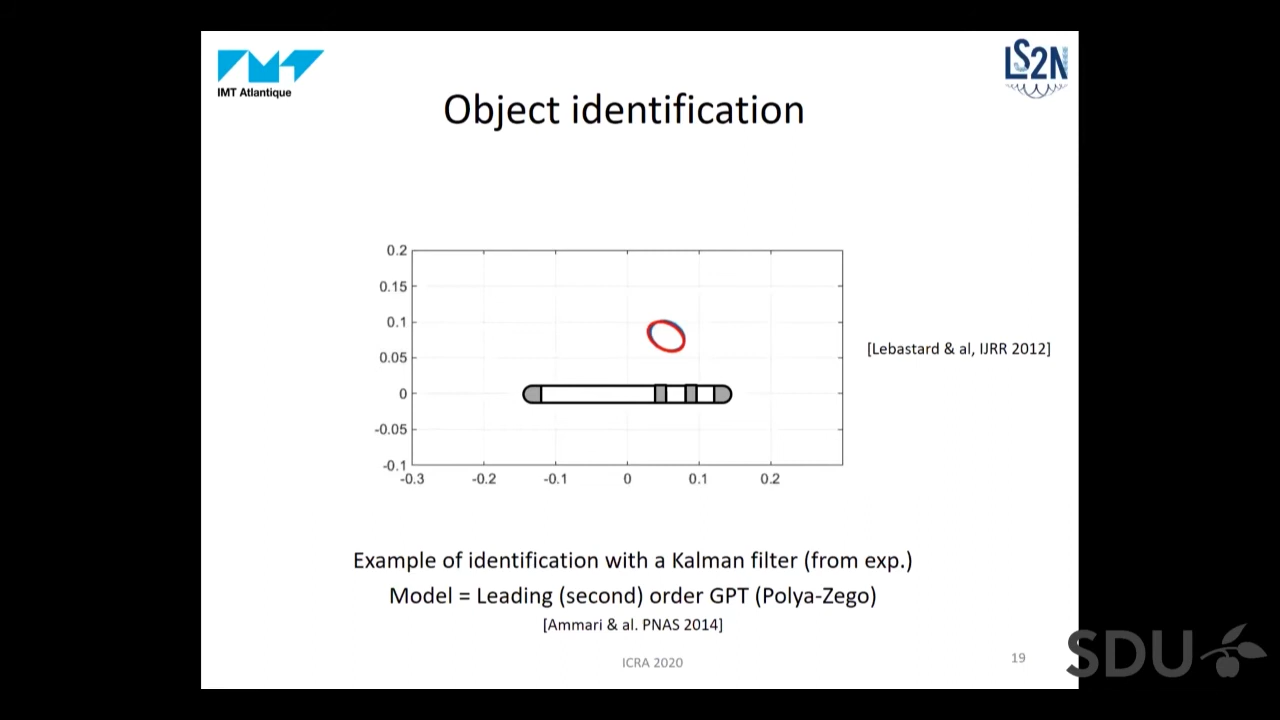 IMT Atlantique
LS2N
Object identification
0.2
0.15
0.1
0.05
0
-0.05
-0.1
-0.3
-0.2
-0.1
0
0.1
0.2
[Lebastard & al, IJRR 2012]
Example of identification with a Kalman filter (from exp.)
Model = Leading (second) order GPT (Polya-Zego)
[Ammari & al. PNAS 2014]
ICRA 2020
19
SDU